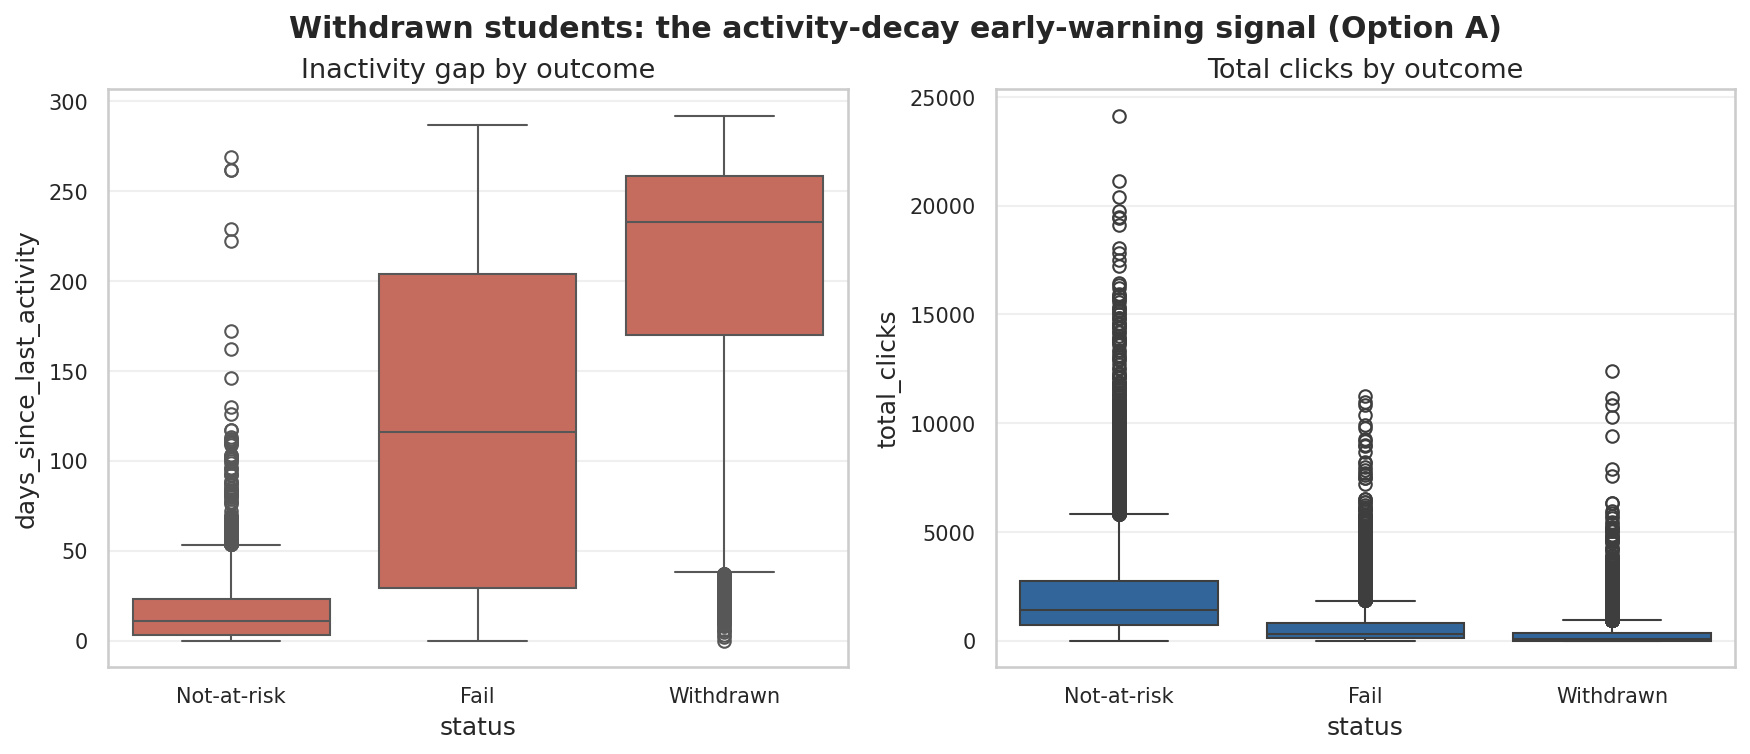 Withdrawn students: the activity-decay early-warning signal (Option A)
Inactivity gap by outcome
days_since_last_activity
300
250
200
150
100
50
0
Not-at-risk
Fail
Withdrawn
status
Total clicks by outcome
total_clicks
25000
20000
15000
10000
5000
0
Not-at-risk
Fail
Withdrawn
status